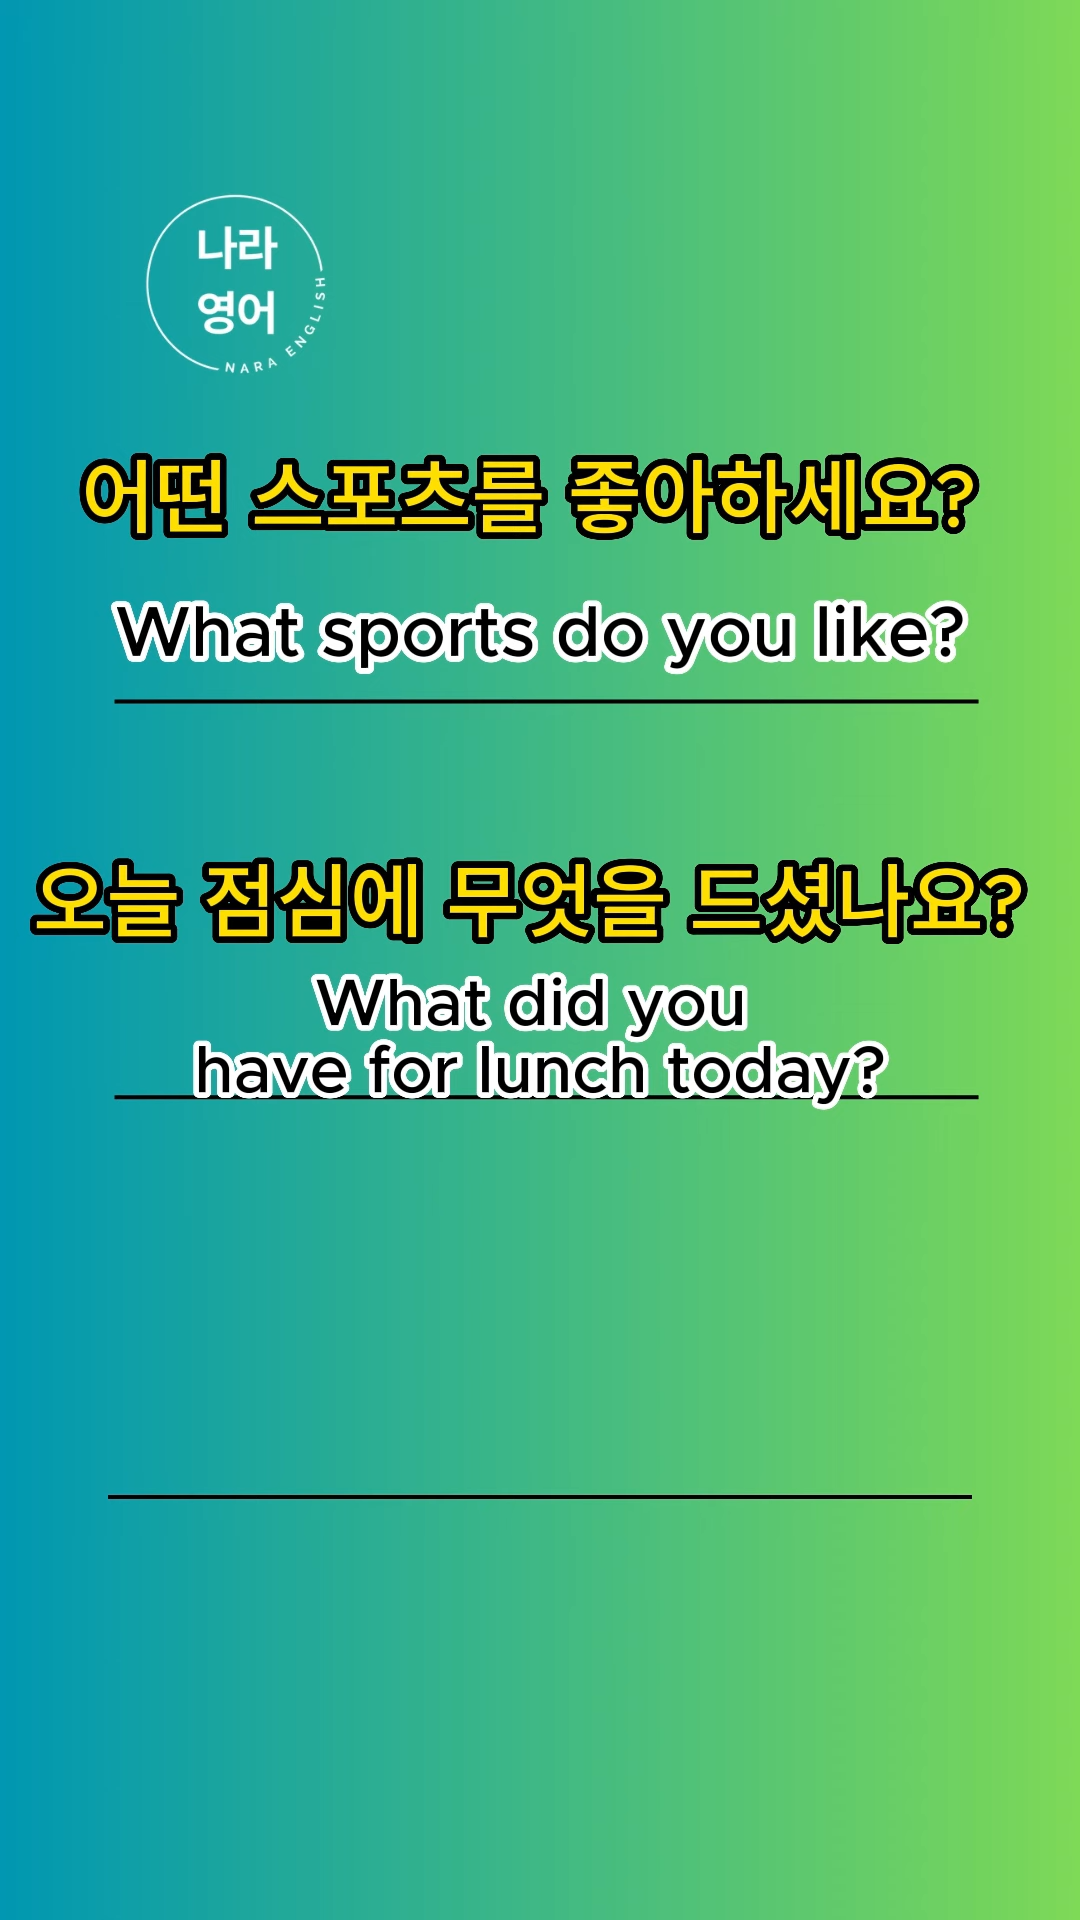 나라
영어
NARA ENGLISH
어떤 스포츠를 좋아하세요?
What sports do you like?
오늘 점심에 무엇을 드셨나요?
What did you
have for lunch today?